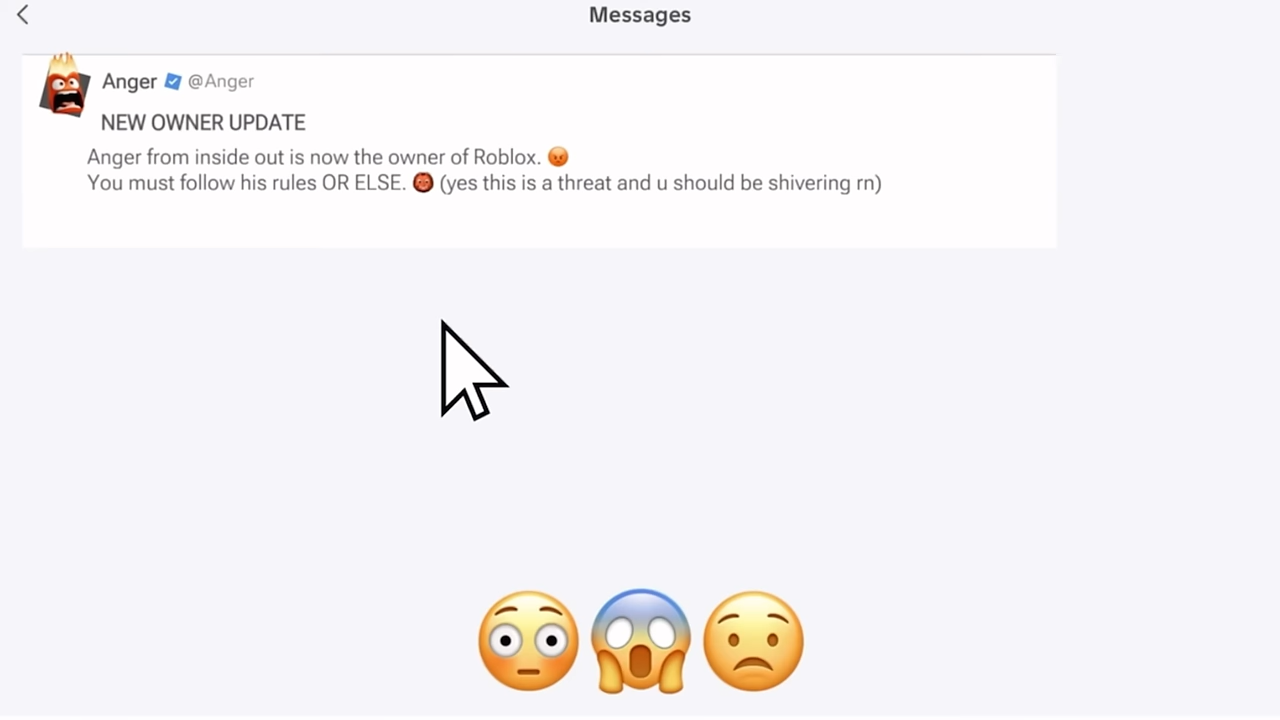 Messages
Anger @Anger
NEW OWNER UPDATE
Anger from inside out is now the owner of Roblox. 😡
You must follow his rules OR ELSE. 👹 (yes this is a threat and u should be shivering rn)